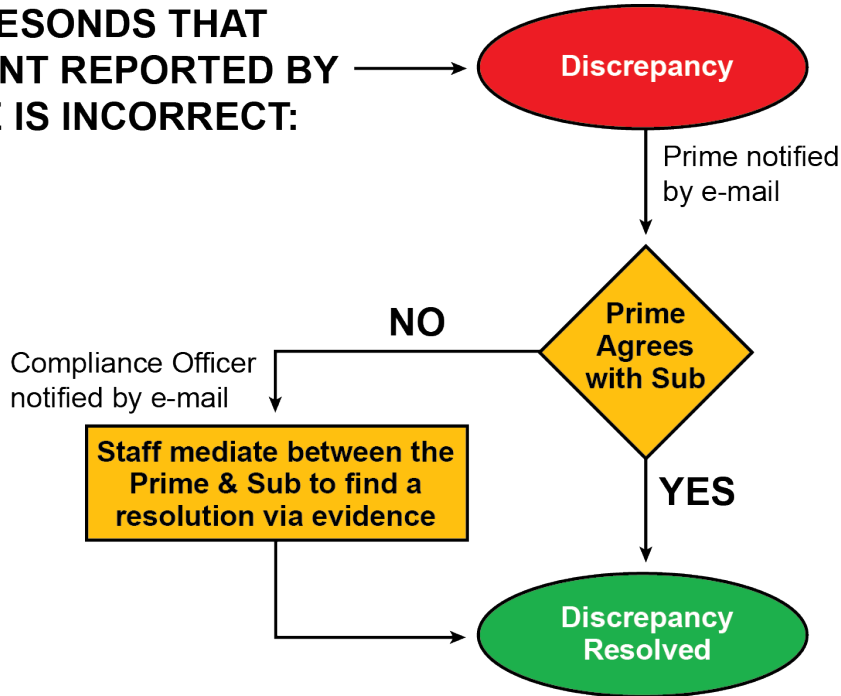 ESONDS THAT
NT REPORTED BY
IS INCORRECT:
Discrepancy
Prime notified
by e-mail
Prime
Agrees
with Sub
NO
Compliance Officer
notified by e-mail
Staff mediate between the
Prime & Sub to find a
resolution via evidence
YES
Discrepancy
Resolved